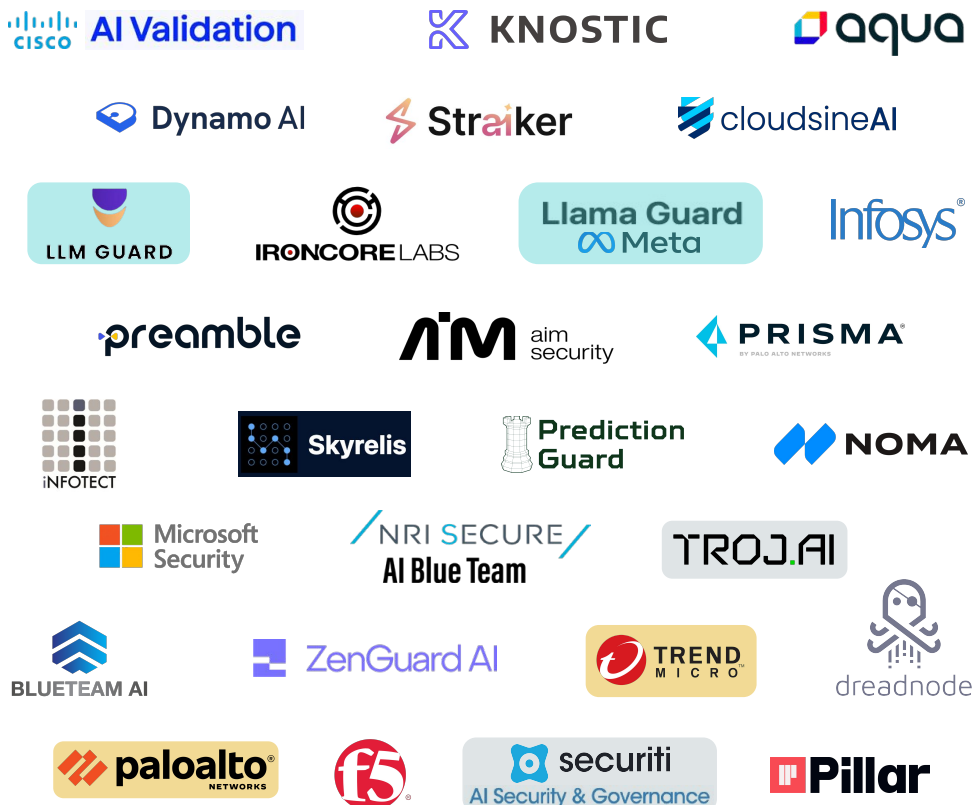 CISCO AI Validation
KNOSTIC
aqua
Dynamo AI
Straiker
cloudsineAI
LLM GUARD
IRONCORE LABS
Llama Guard
Meta
Infosys®
preamble
AIM aim
security
PRISMA®
BY PALO ALTO NETWORKS
iNFOTECT
Skyrelis
Prediction
Guard
NOMA
Microsoft
Security
NRI SECURE
AI Blue Team
TROJ.AI
BLUETEAM AI
ZenGuard AI
TREND
MICRO™
dreadnode
paloalto®
NETWORKS
f5®
securiti
AI Security & Governance
Pillar